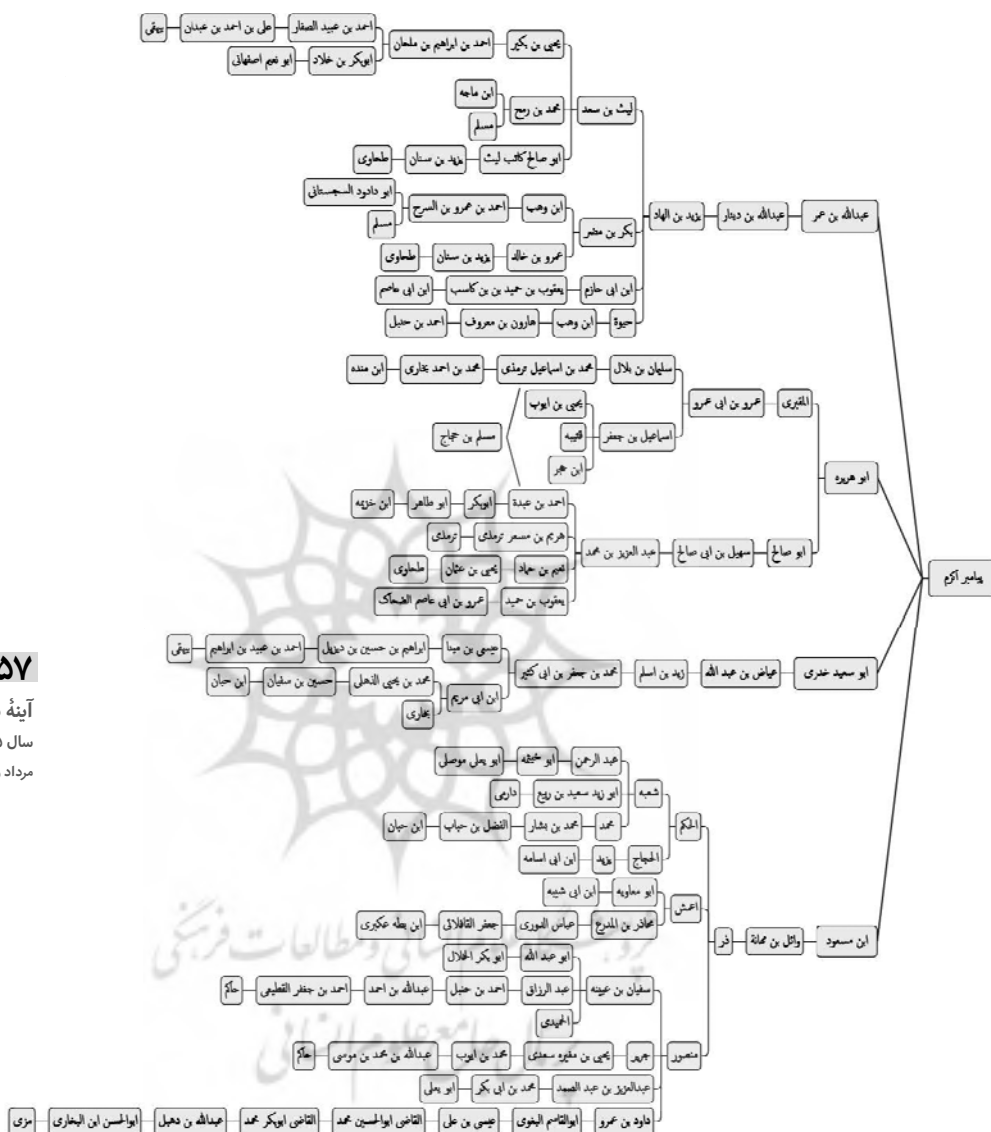 احمد بن عبید الصفار علی بن احمد بن عبدان بیهقی
یحیی بن بکیر احمد بن ابراهیم بن ملحان
ابوبکر بن خلاد ابو نعیم اصفهانی
ابن ماجه
لیث بن سعد محمد بن رمح
مسلم
ابو صالح کاتب لیث یزید بن سنان طحاوی
ابو داوود السجستانی
عبدالله بن عمر عبدالله بن دینار یزید بن الهاد ابن وهب احمد بن عمرو بن السرح
مسلم
بکر بن مضر
عمرو بن خالد یزید بن سنان طحاوی
ابن ابی حازم یعقوب بن حمید بن بن کاسب ابن ابی عاصم
حیوة ابن وهب هارون بن معروف احمد بن حنبل
سلیمان بن بلال محمد بن اسماعیل ترمذی محمد بن احمد بخاری ابن منده
المقبری عمرو بن ابی عمرو یحیی بن ایوب
اسماعیل بن جعفر قتیبه مسلم بن حجاج
ابن حجر
ابو هریره
احمد بن عبدة ابوبکر ابو طاهر ابن خزیمه
هریم بن مسعر ترمذی ترمذی
ابو صالح سهیل بن ابی صالح عبد العزیز بن محمد
نعیم بن حماد یحیی بن عثمان طحاوی
پیامبر اکرم
یعقوب بن حمید عمرو بن ابی عاصم الضحاک
عیسی بن مینا ابراهیم بن حسین بن دیزیل احمد بن عبید بن ابراهیم بیهقی
ابو سعید خدری عیاض بن عبد الله زید بن اسلم محمد بن جعفر بن ابی کثیر
محمد بن یحیی الذهلی حسین بن سفیان ابن حبان
ابن ابی مریم
بخاری
۵۷
آینهٔ
سال
مرداد
عبد الرحمن ابو خیثمه ابو یعلی موصلی
شعبه ابو زید سعید بن ربیع دارمی
محمد محمد بن بشار الفضل بن حباب ابن حبان
الحکم
الحجاج یزید ابن ابی اسامه
ابو معاویه ابن ابی شیبه
اعمش
محاذر بن المدرع عباس الدوری جعفر القافلائی ابن بطه عکبری
ابن مسعود وائل بن مهانة ذر
پژوهشگاه علوم انسانی و مطالعات فرهنگی
ابو عبد الله ابو بکر الخلال
سفیان بن عیینه عبد الرزاق احمد بن حنبل عبدالله بن احمد احمد بن جعفر القطیعی حاکم
الحمیدی
پرتال جامع علوم انسانی
منصور جریر یحیی بن مغیره سعدی محمد بن ایوب عبدالله بن محمد بن موسی حاکم
عبدالعزیز بن عبد الصمد محمد بن ابی بکر ابو یعلی
داود بن عمرو ابوالقاسم البغوی عیسی بن علی القاضی ابوالحسین محمد القاضی ابوبکر محمد عبدالله بن دهبل ابوالحسن ابن البخاری مزی